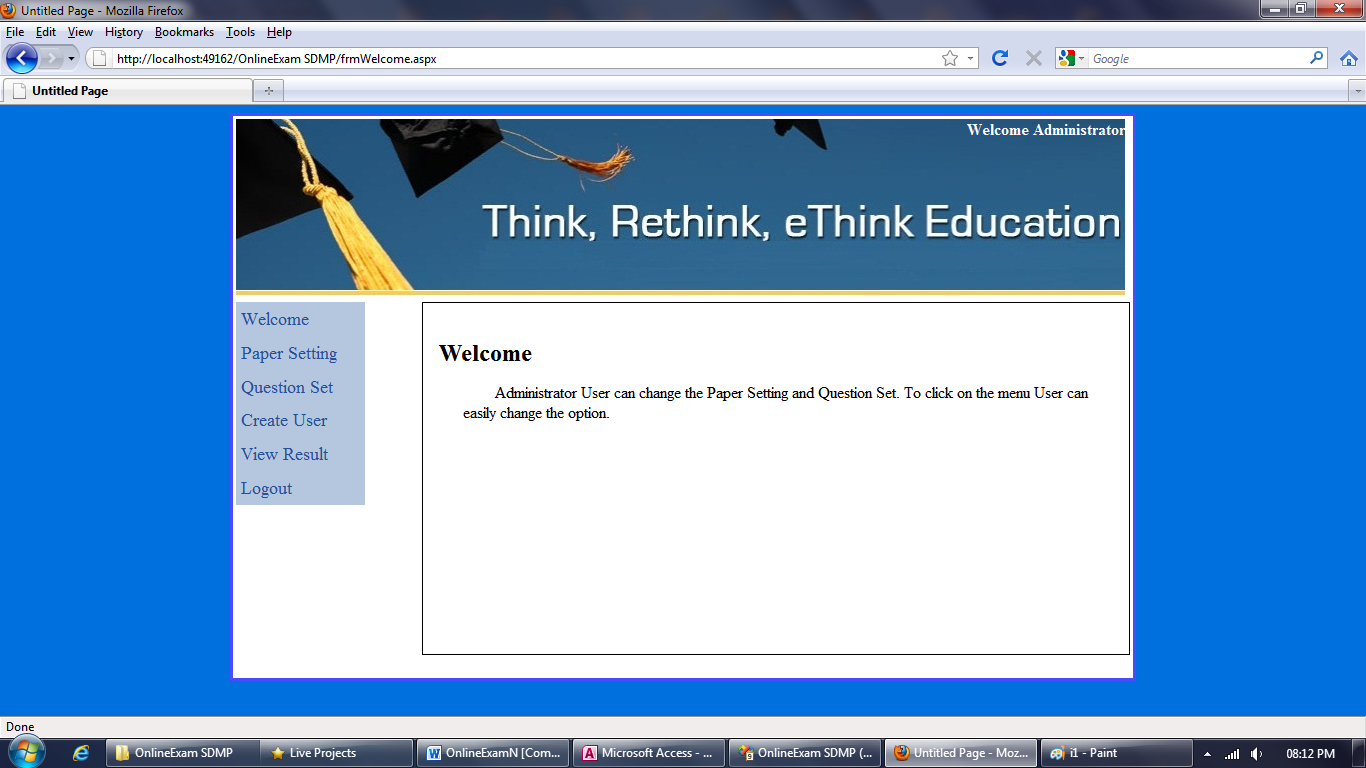 Untitled Page - Mozilla Firefox
File Edit View History Bookmarks Tools Help
http://localhost:49162/OnlineExam SDMP/frmWelcome.aspx
Google
Untitled Page
Welcome Administrator
Think, Rethink, eThink Education
Welcome
Paper Setting
Question Set
Create User
View Result
Logout
Welcome
Administrator User can change the Paper Setting and Question Set. To click on the menu User can
easily change the option.
Done
OnlineExam SDMP
Live Projects
OnlineExamN [Com...
Microsoft Access - ...
OnlineExam SDMP (...
Untitled Page - Moz...
i1 - Paint
08:12 PM